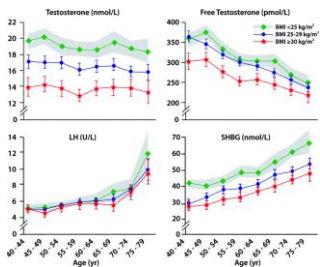 Testosterone (nmol/L)
22
20
18
16
14
12
0
Free Testosterone (pmol/L)
400
350
300
250
200
0
BMI <25 kg/m²
BMI 25-29 kg/m²
BMI ≥30 kg/m²
LH (U/L)
14
12
10
8
6
4
0
40 - 44
45 - 49
50 - 54
55 - 59
60 - 64
65 - 69
70 - 74
75 - 79
Age (yr)
SHBG (nmol/L)
70
60
50
40
30
20
0
40 - 44
45 - 49
50 - 54
55 - 59
60 - 64
65 - 69
70 - 74
75 - 79
Age (yr)